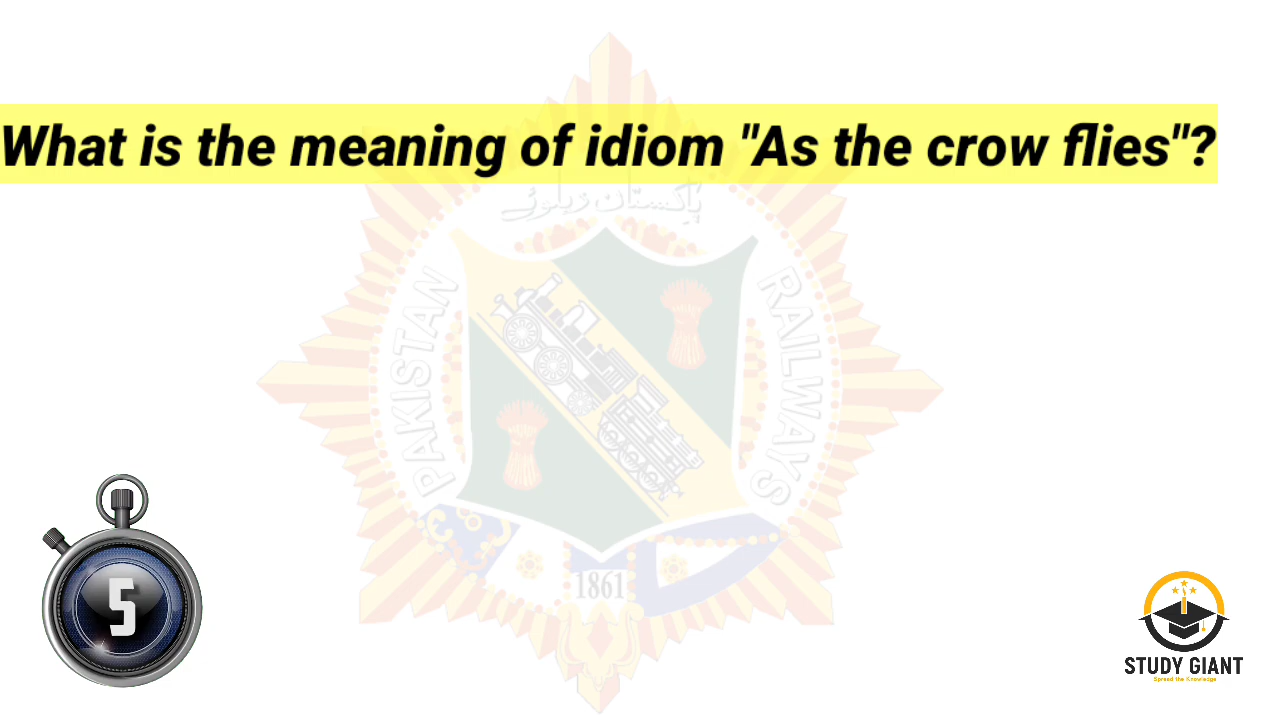 What is the meaning of idiom "As the crow flies"?
پاکستان ریلوے
PAKISTAN
RAILWAYS
1861
5
STUDY GIANT
Spread the Knowledge